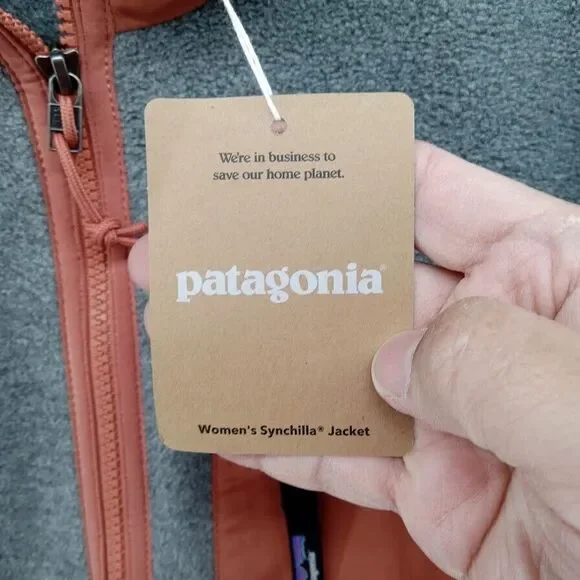 We're in business to
save our home planet.
patagonia®
Women's Synchilla® Jacket